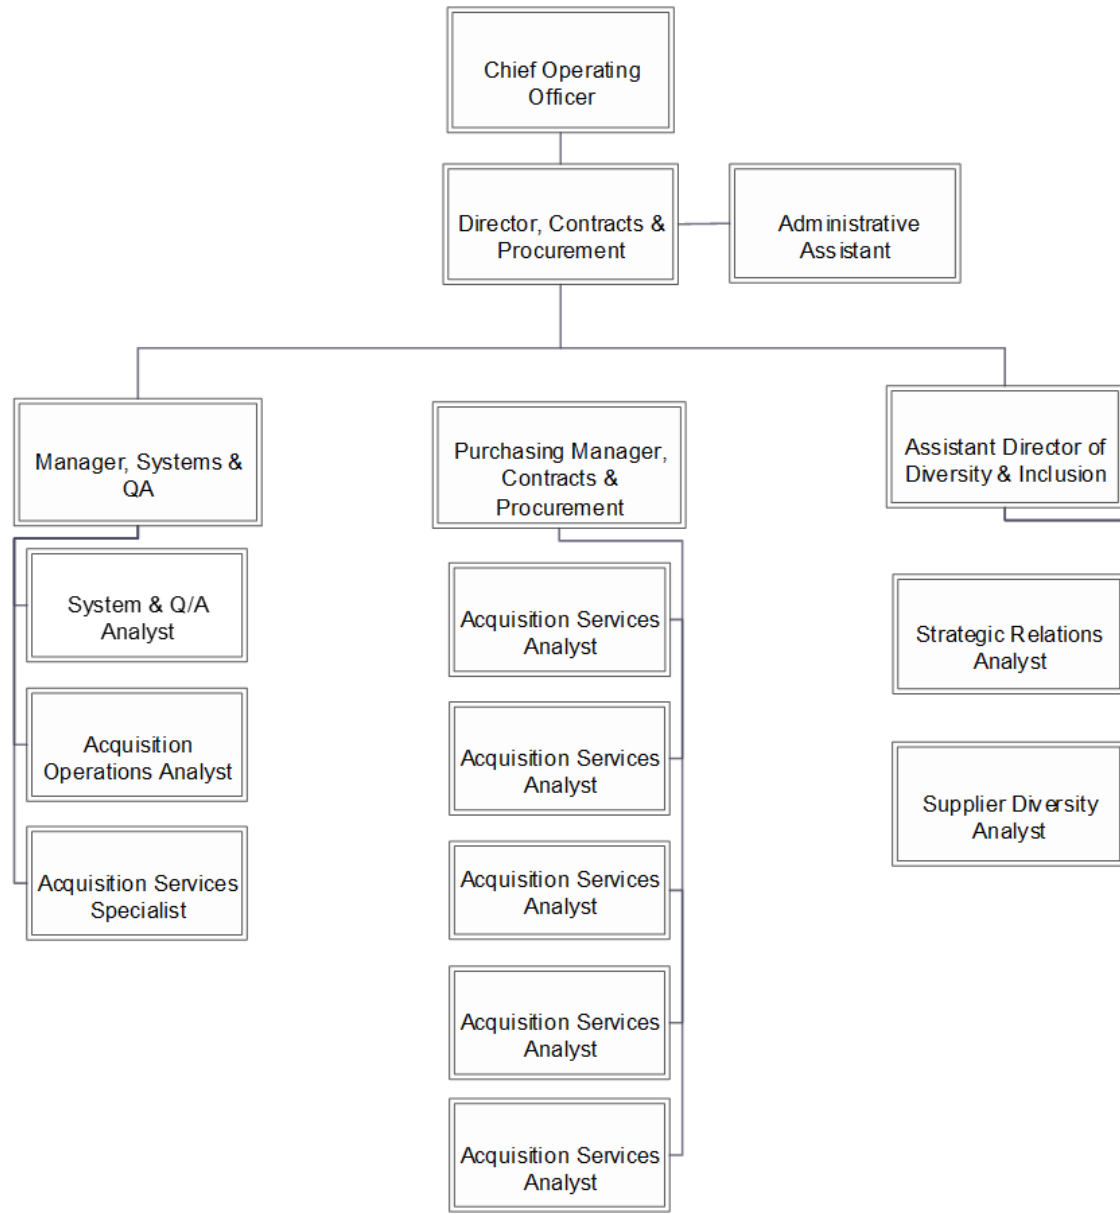 Chief Operating
Officer
Director, Contracts &
Procurement
Administrative
Assistant
Manager, Systems &
QA
Purchasing Manager,
Contracts &
Procurement
Assistant Director of
Diversity & Inclusion
System & Q/A
Analyst
Acquisition
Operations Analyst
Acquisition Services
Specialist
Acquisition Services
Analyst
Acquisition Services
Analyst
Acquisition Services
Analyst
Acquisition Services
Analyst
Acquisition Services
Analyst
Strategic Relations
Analyst
Supplier Diversity
Analyst